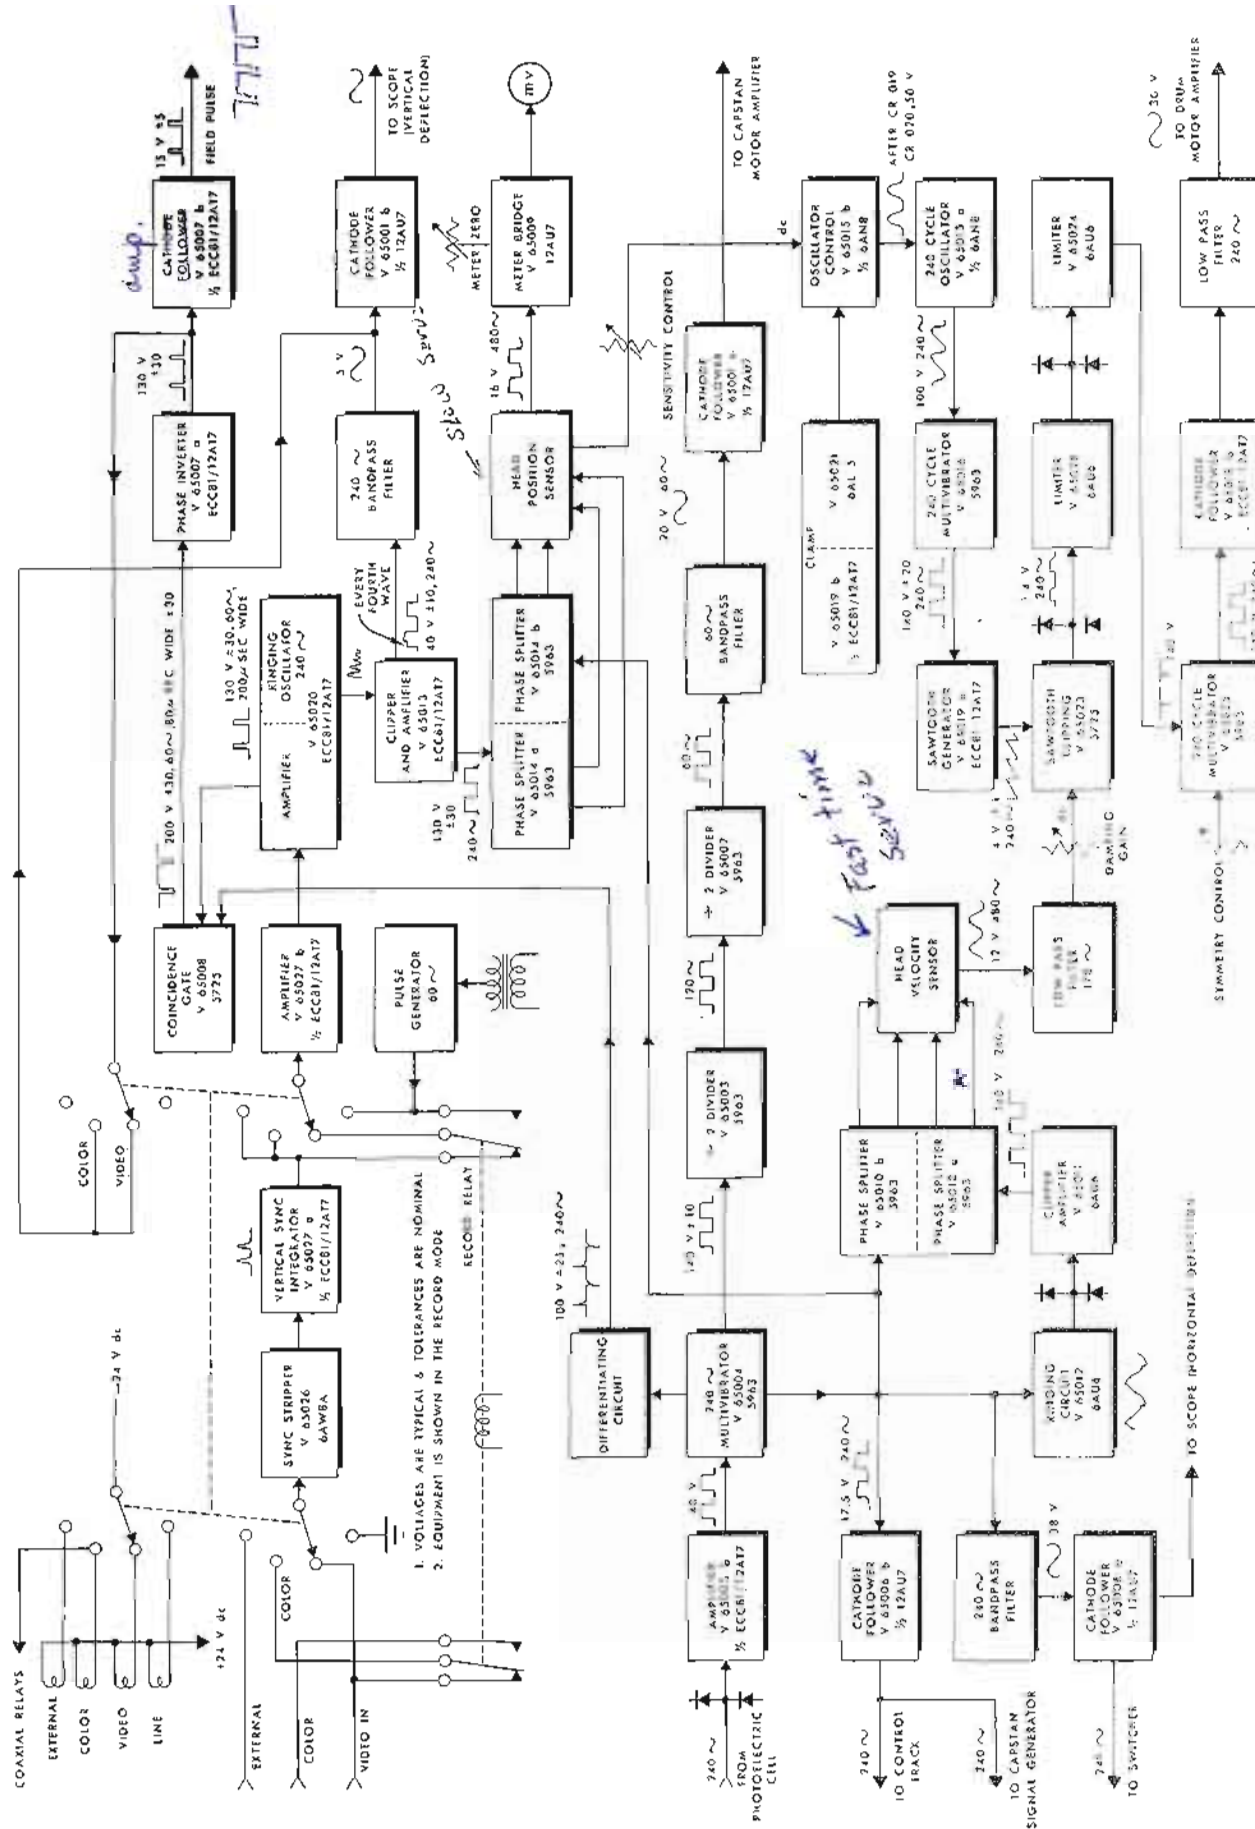 COAXIAL RELAYS
EXTERNAL
COLOR
VIDEO
LINE
+24 V dc
-24 V dc
EXTERNAL
COLOR
VIDEO IN
COLOR
SYNC STRIPPER
V 65026
6AW8A
VERTICAL SYNC
INTEGRATOR
V 65027 a
½ ECC81/12AT7
COLOR
VIDEO
1. VOLTAGES ARE TYPICAL & TOLERANCES ARE NOMINAL
2. EQUIPMENT IS SHOWN IN THE RECORD MODE
RECORD RELAY
COINCIDENCE
GATE
V 65008
5725
AMPLIFIER
V 65027 b
½ ECC81/12AT7
PULSE
GENERATOR
60 ~
200 V ±30, 60~, 80μ SEC WIDE ±30
PHASE INVERTER
V 65007 a
ECC81/12AT7
130 V
±30
amp.
CATHODE
FOLLOWER
V 65007 b
½ ECC81/12AT7
15 V ±5
FIELD PULSE
130 V ±30, 60~,
200μ SEC WIDE
AMPLIFIER
RINGING
OSCILLATOR
240 ~
V 65020
ECC81/12AT7
EVERY
FOURTH
WAVE
40 V ±10, 240~
CLIPPER
AND AMPLIFIER
V 65013
ECC81/12AT7
240 ~
BANDPASS
FILTER
CATHODE
FOLLOWER
V 65001 b
½ 12AU7
TO SCOPE
(VERTICAL
DEFLECTION)
130 V
±30
240~
PHASE SPLITTER
V 65014 a
5963
PHASE SPLITTER
V 65014 b
5963
Slow
Servo
HEAD
POSITION
SENSOR
16 V 480~
METER ZERO
METER BRIDGE
V 65009
12AU7
mv
DIFFERENTIATING
CIRCUIT
100 V ±25, 240~
240~
FROM
PHOTOELECTRIC
CELL
AMPLIFIER
½ ECC81/12AT7
40 V
240 ~
MULTIVIBRATOR
V 65004
5963
÷ 2 DIVIDER
V 65003
5963
120~
÷ 2 DIVIDER
V 65007
5963
60~
60~
BANDPASS
FILTER
20 V 60~
CATHODE
FOLLOWER
½ 12AU7
SENSITIVITY CONTROL
TO CAPSTAN
MOTOR AMPLIFIER
CLAMP
V 65019 b
½ ECC81/12AT7
V 65021
6AL5
dc
OSCILLATOR
CONTROL
V 65015 b
½ 6AN8
AFTER CR 019
CR 020,50 V
240 CYCLE
OSCILLATOR
V 65015 a
½ 6AN8
100 V 240~
240 CYCLE
MULTIVIBRATOR
V 65016
5963
240~
SAWTOOTH
GENERATOR
V 65019 a
ECC81 12AT7
Fast time
Servo
PHASE SPLITTER
V 65010 b
5963
PHASE SPLITTER
V 65010 a
5963
HEAD
VELOCITY
SENSOR
12 V 480~
LOW PASS
FILTER
DAMPING
GAIN
SAWTOOTH
CLIPPING
V 65023
5725
LIMITER
6AU6
LIMITER
V 65024
6AU6
17.5 V 240~
CATHODE
FOLLOWER
V 65006 b
½ 12AU7
240~
TO CONTROL
TRACK
240~
TO CAPSTAN
SIGNAL GENERATOR
240~
BANDPASS
FILTER
CATHODE
FOLLOWER
½ 12AU7
TO SWITCHER
TO SCOPE (HORIZONTAL DEFLECTION)
RINGING
CIRCUIT
V 65012
6AU6
CLIPPER
AMPLIFIER
6AU6
SYMMETRY CONTROL
240 CYCLE
MULTIVIBRATOR
CATHODE
FOLLOWER
ECC81 12AT7
LOW PASS
FILTER
240 ~
36 V
TO DRUM
MOTOR AMPLIFIER